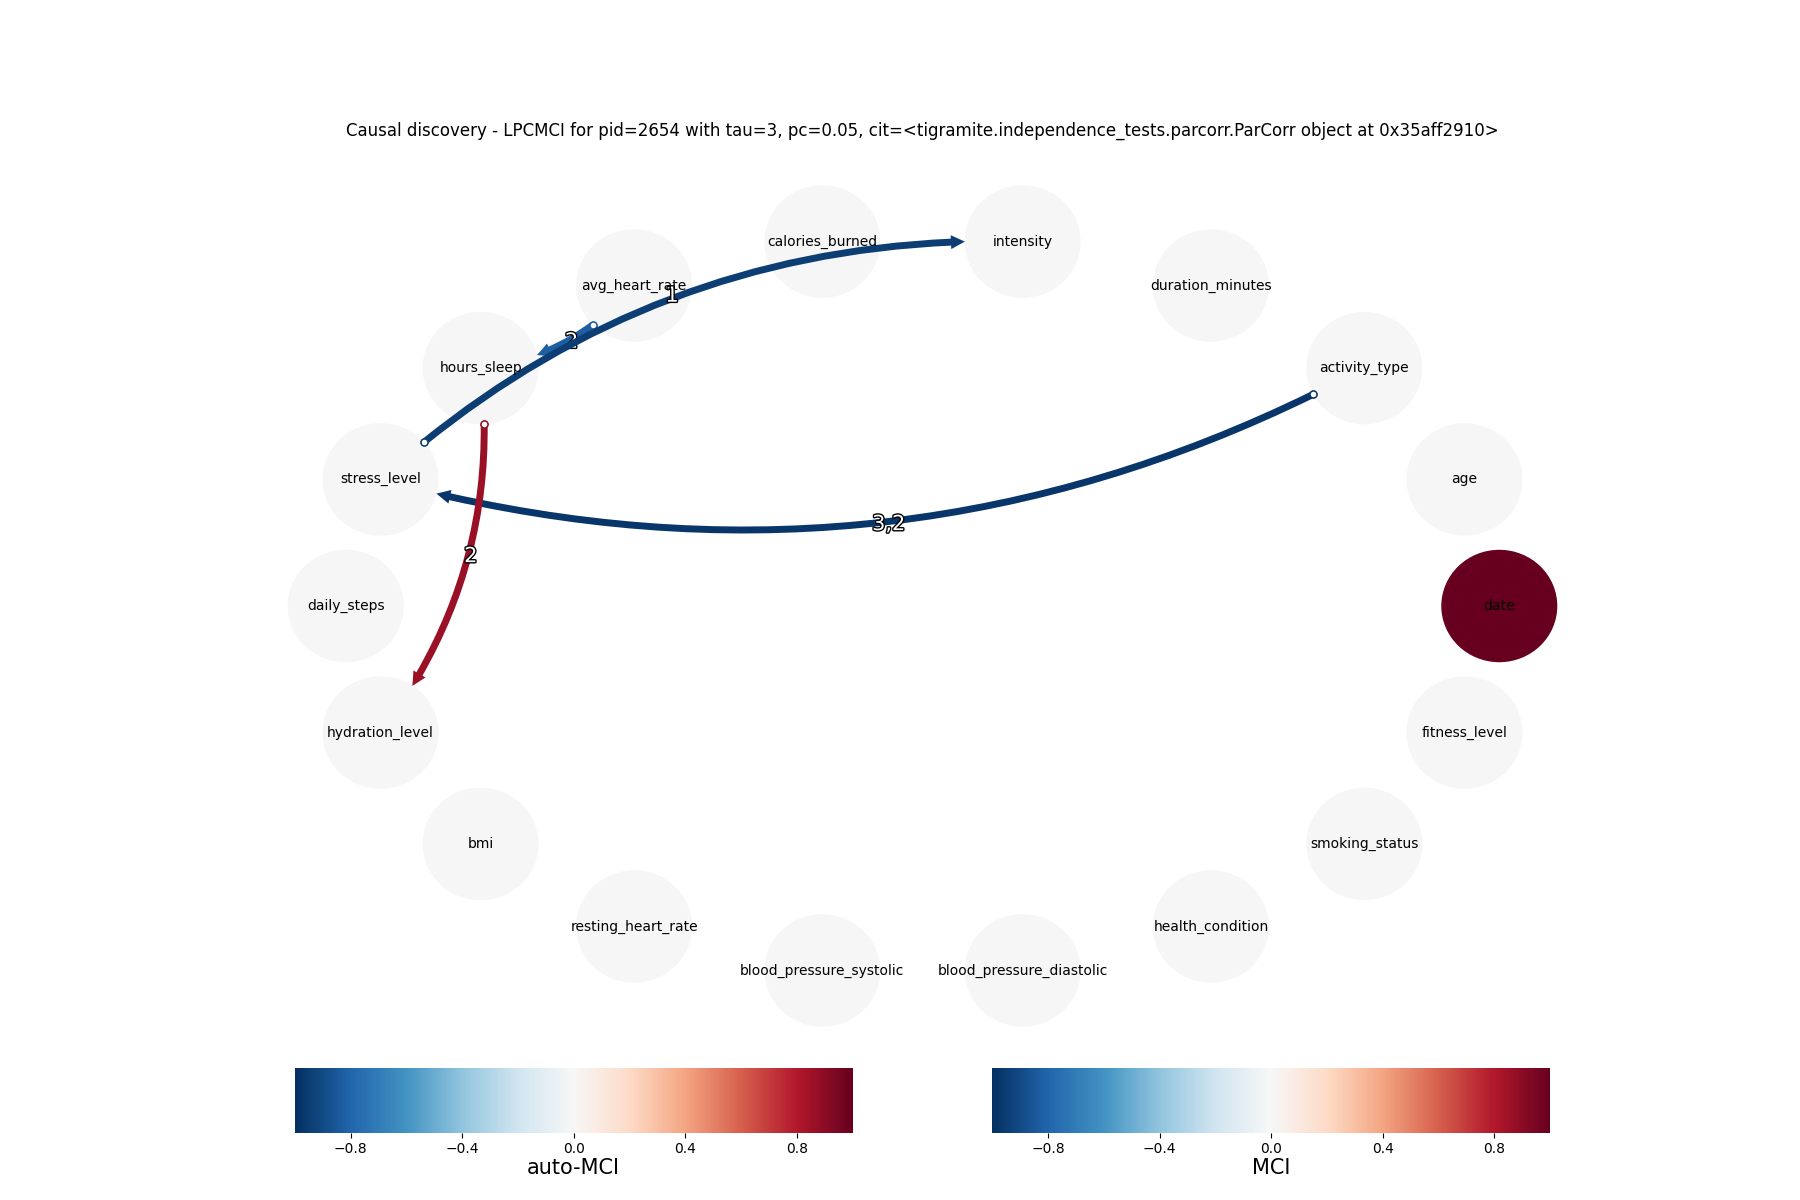 Causal discovery - LPCMCI for pid=2654 with tau=3, pc=0.05, cit=<tigramite.independence_tests.parcorr.ParCorr object at 0x35aff2910>
calories_burned
intensity
avg_heart_rate
duration_minutes
1
2
hours_sleep
activity_type
stress_level
age
3,2
2
daily_steps
date
hydration_level
fitness_level
bmi
smoking_status
resting_heart_rate
health_condition
blood_pressure_systolic
blood_pressure_diastolic
−0.8 −0.4 0.0 0.4 0.8
auto-MCI
−0.8 −0.4 0.0 0.4 0.8
MCI